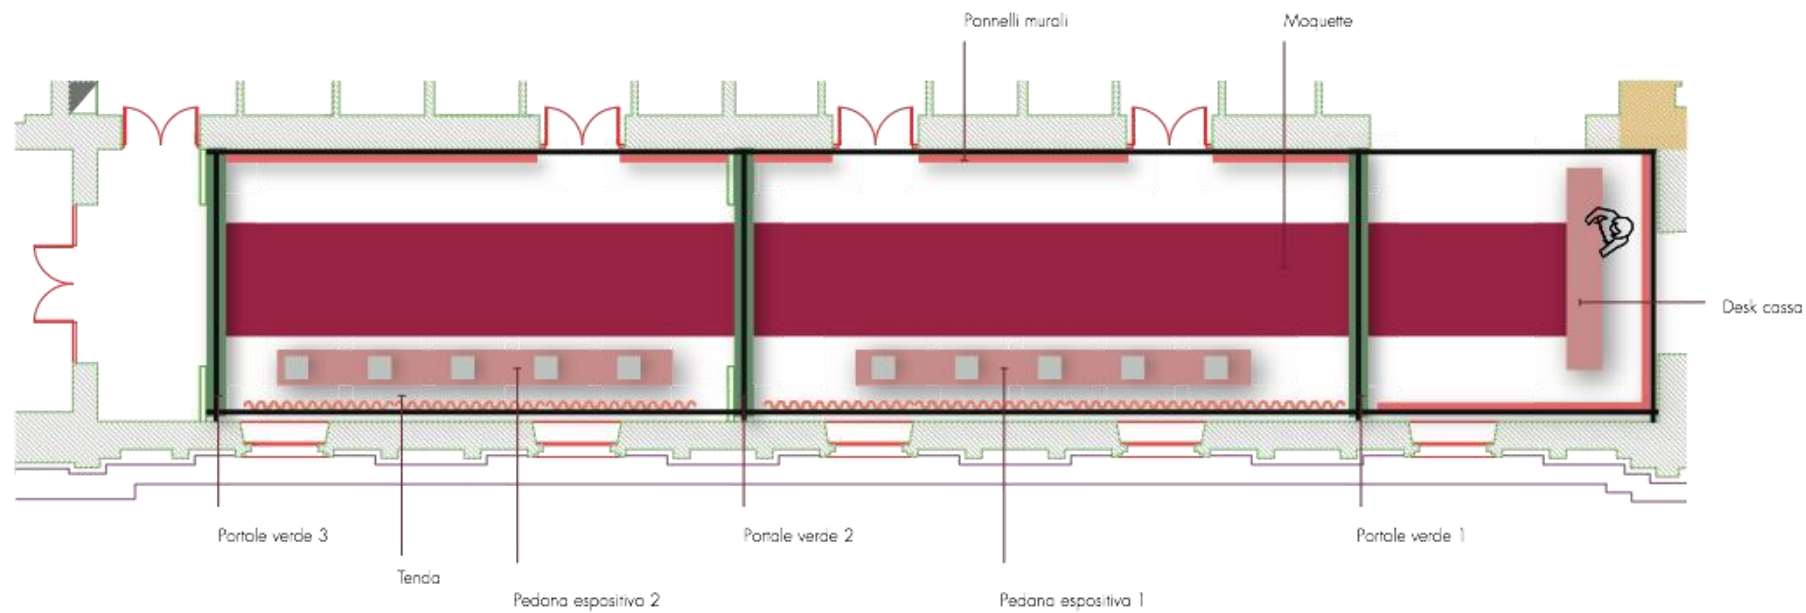 Pannelli murali
Moquette
Desk cassa
Portale verde 3
Portale verde 2
Portale verde 1
Tenda
Pedana espositiva 2
Pedana espositiva 1